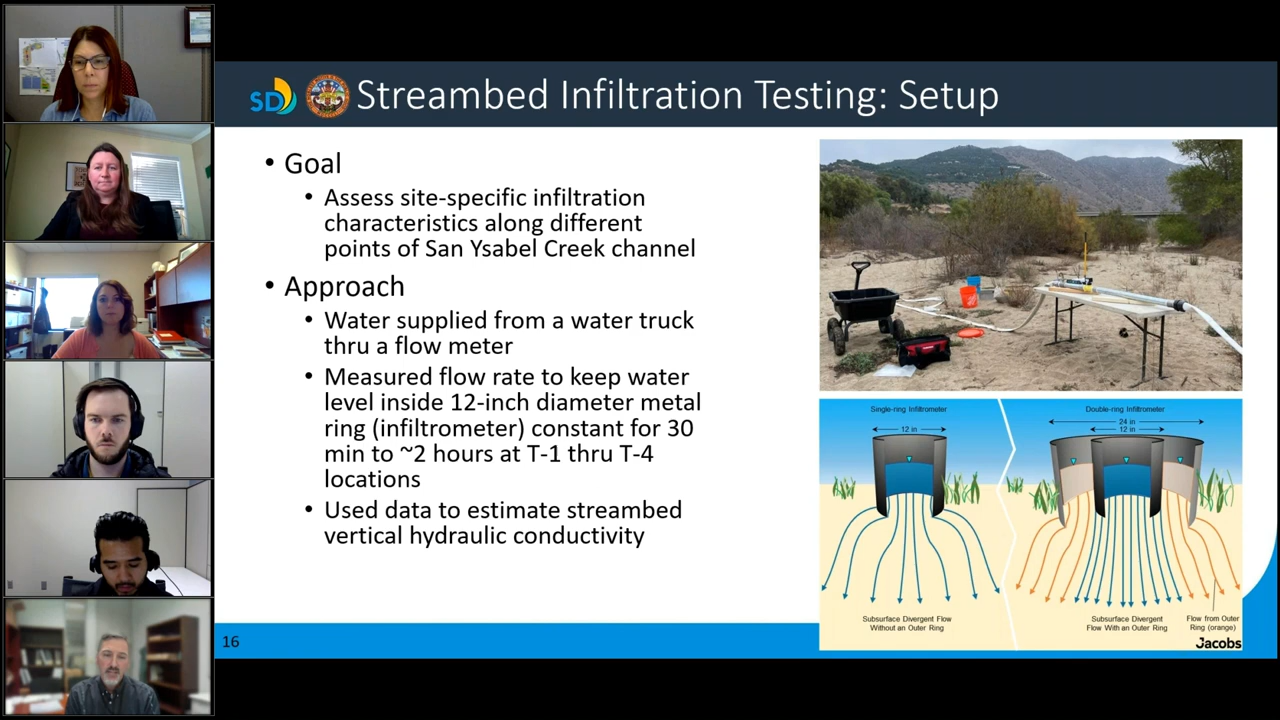 SD Streambed Infiltration Testing: Setup
• Goal
• Assess site-specific infiltration
characteristics along different
points of San Ysabel Creek channel
• Approach
• Water supplied from a water truck
thru a flow meter
• Measured flow rate to keep water
level inside 12-inch diameter metal
ring (infiltrometer) constant for 30
min to ~2 hours at T-1 thru T-4
locations
• Used data to estimate streambed
vertical hydraulic conductivity
Single-ring Infiltrometer
12 in
Subsurface Divergent Flow
Without an Outer Ring
Double-ring Infiltrometer
24 in
12 in
Subsurface Divergent
Flow With an Outer Ring
Flow from Outer
Ring (orange)
Jacobs
16